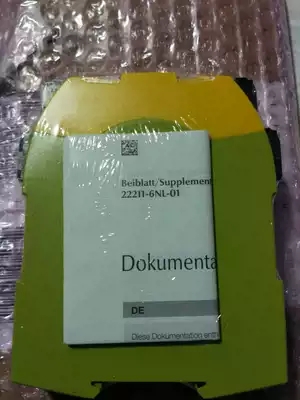 Beiblatt/Supplement
22211-6NL-01
Dokumenta
DE
Diese Dokumentation enth